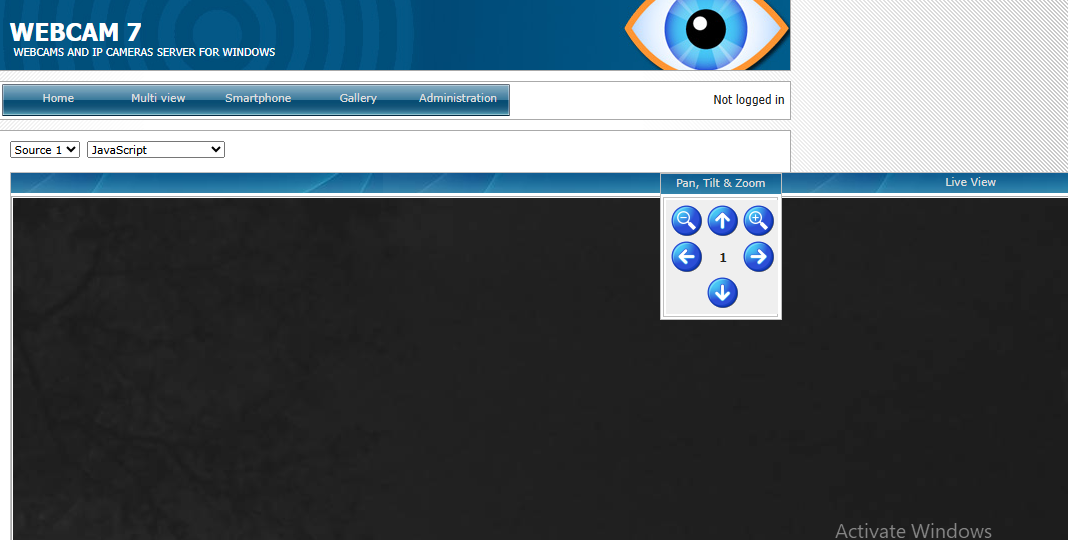 WEBCAM 7
WEBCAMS AND IP CAMERAS SERVER FOR WINDOWS
Home Multi view Smartphone Gallery Administration Not logged in
Source 1 JavaScript
Pan, Tilt & Zoom Live View
1
Activate Windows